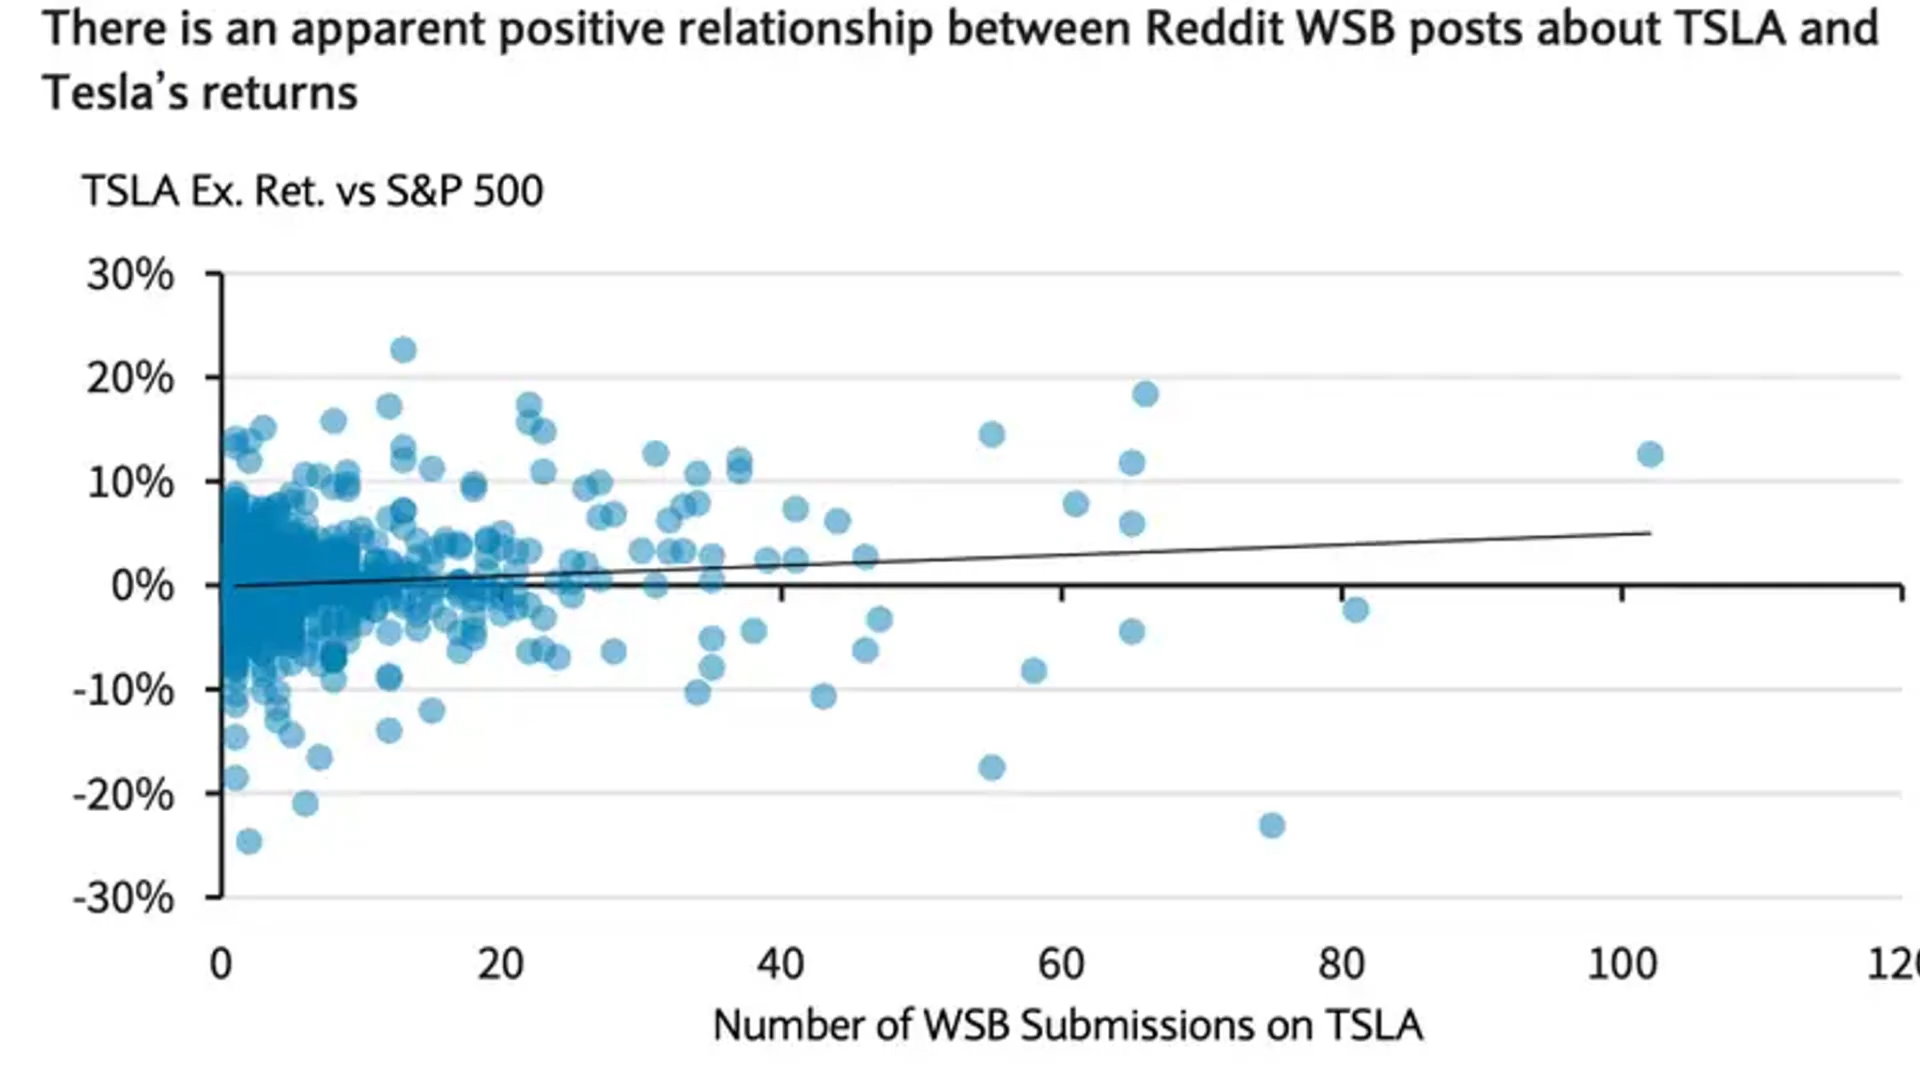 There is an apparent positive relationship between Reddit WSB posts about TSLA and
Tesla’s returns
TSLA Ex. Ret. vs S&P 500
30%
20%
10%
0%
-10%
-20%
-30%
0 20 40 60 80 100 12
Number of WSB Submissions on TSLA